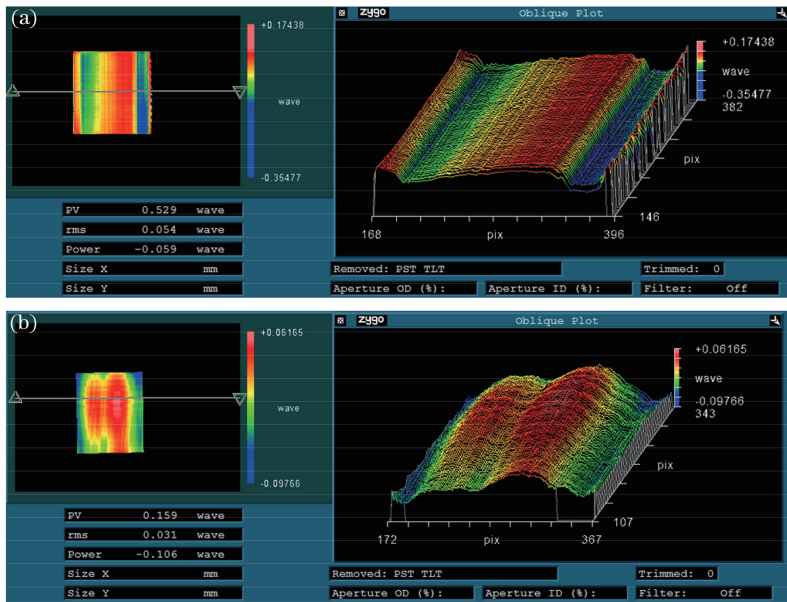 (a)
+0.17438
wave
-0.35477
PV 0.529 wave
rms 0.054 wave
Power -0.059 wave
Size X mm
Size Y mm
zygo Oblique Plot
+0.17438
wave
-0.35477
382
pix
146
168 pix 396
Removed: PST TLT
Trimmed: 0
Aperture OD (%):
Aperture ID (%):
Filter: Off
(b)
+0.06165
wave
-0.09766
PV 0.159 wave
rms 0.031 wave
Power -0.106 wave
Size X mm
Size Y mm
zygo Oblique Plot
+0.06165
wave
-0.09766
343
pix
107
172 pix 367
Removed: PST TLT
Trimmed: 0
Aperture OD (%):
Aperture ID (%):
Filter: Off